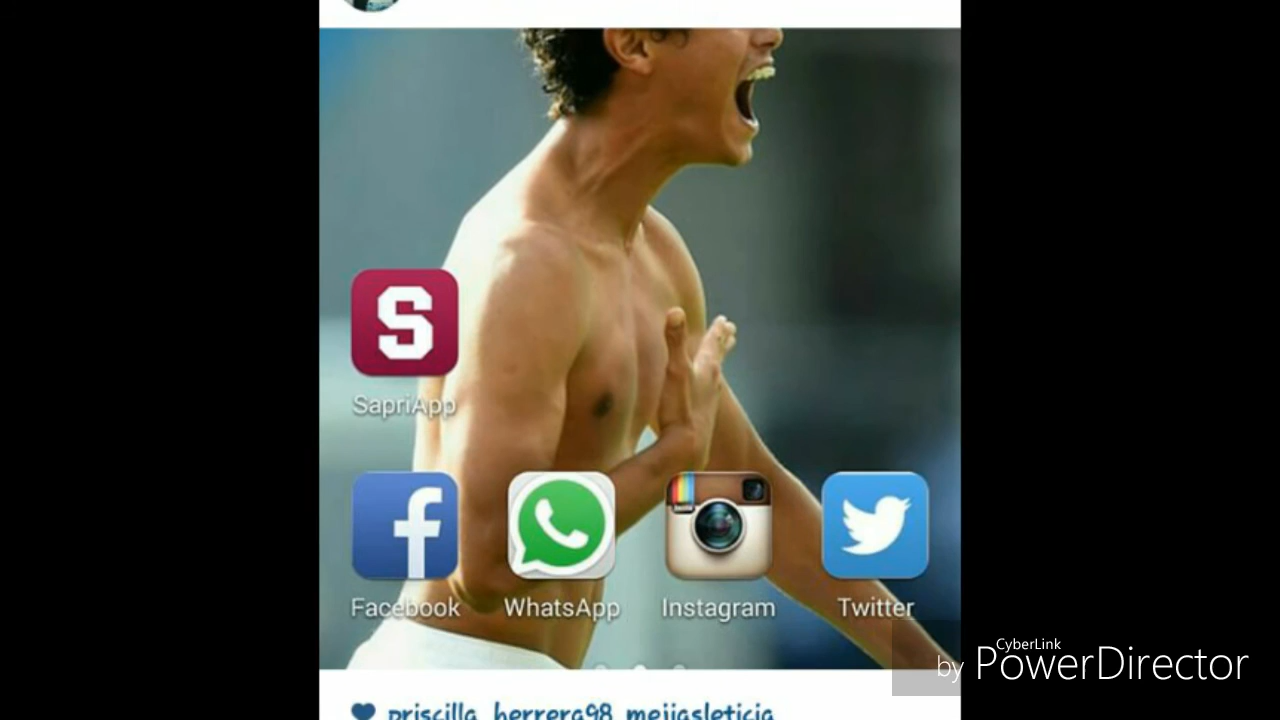 S
SapriApp
f
Facebook WhatsApp Instagram Twitter
CyberLink
by PowerDirector
priscilla_herrera98 mejiasleticia